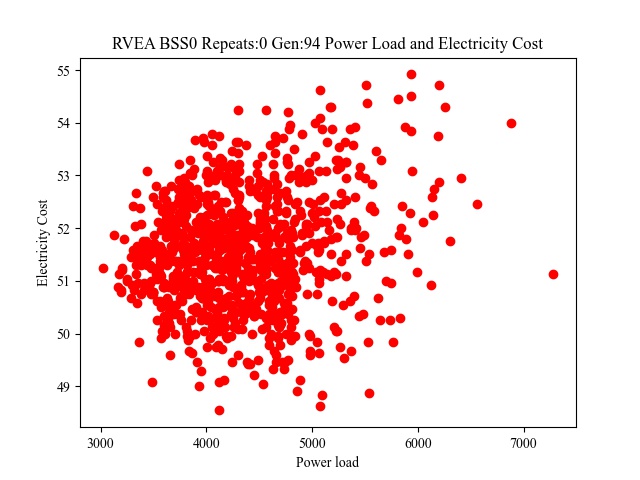 RVEA BSS0 Repeats:0 Gen:94 Power Load and Electricity Cost
55
54
53
52
51
50
49
Electricity Cost
3000 4000 5000 6000 7000
Power load